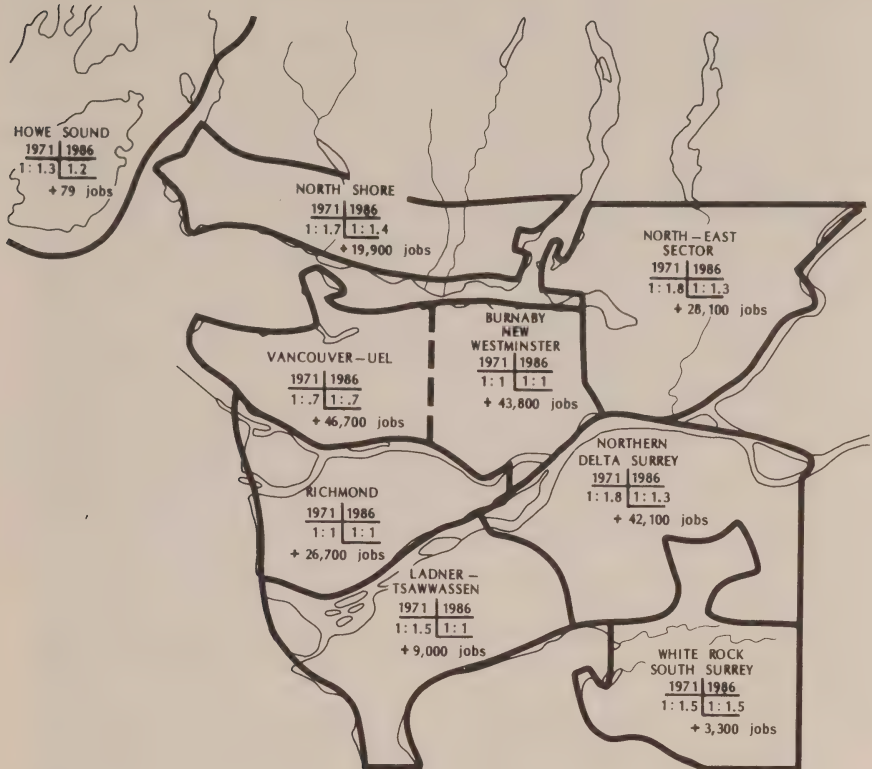 HOWE SOUND
1971 1986
1 : 1.3 1.2
+ 79 jobs
NORTH SHORE
1971 1986
1 : 1.7 1 : 1.4
+ 19,900 jobs
NORTH – EAST
SECTOR
1971 1986
1 : 1.8 1 : 1.3
+ 28,100 jobs
BURNABY
NEW
WESTMINSTER
1971 1986
1 : 1 1 : 1
+ 43,800 jobs
VANCOUVER – UEL
1971 1986
1 : .7 1 : .7
+ 46,700 jobs
NORTHERN
DELTA SURREY
1971 1986
1 : 1.8 1 : 1.3
+ 42,100 jobs
RICHMOND
1971 1986
1 : 1 1 : 1
+ 26,700 jobs
LADNER –
TSAWWASSEN
1971 1986
1 : 1.5 1 : 1
+ 9,000 jobs
WHITE ROCK
SOUTH SURREY
1971 1986
1 : 1.5 1 : 1.5
+ 3,300 jobs